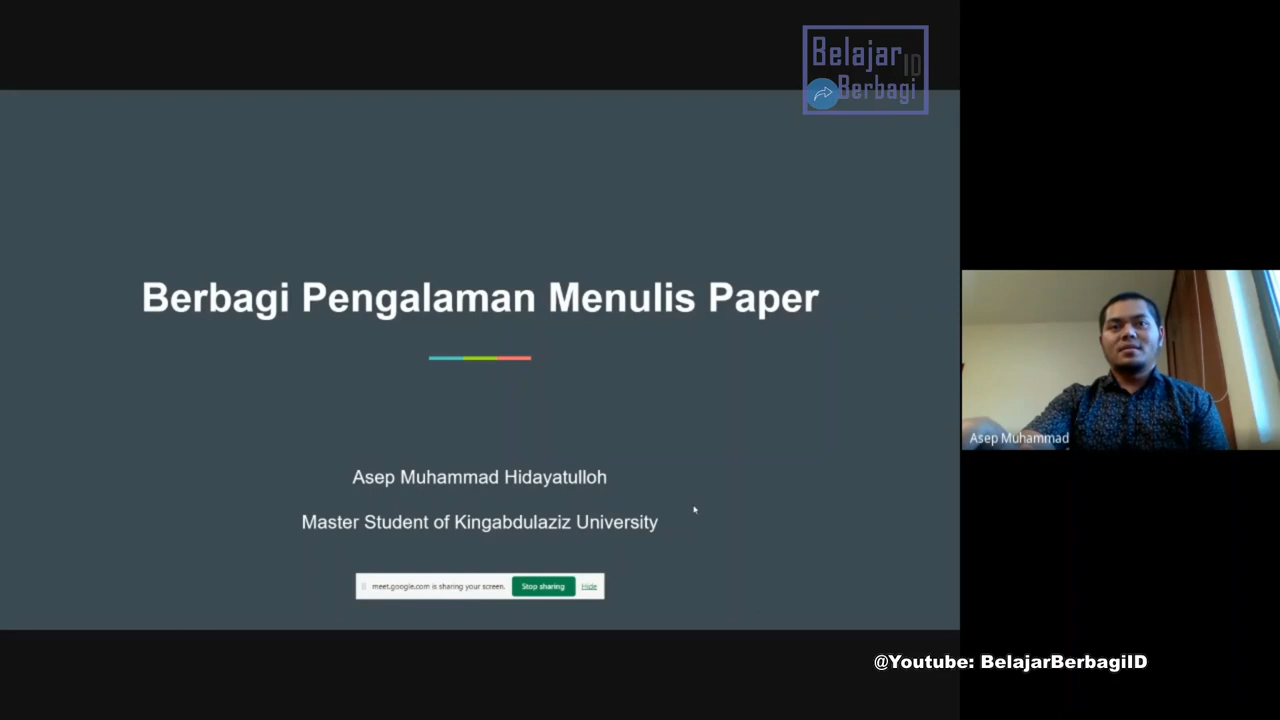 Belajar
ID
Berbagi
Berbagi Pengalaman Menulis Paper
Asep Muhammad Hidayatulloh
Master Student of Kingabdulaziz University
meet.google.com is sharing your screen.
Stop sharing
Hide
Asep Muhammad
@Youtube: BelajarBerbagiID